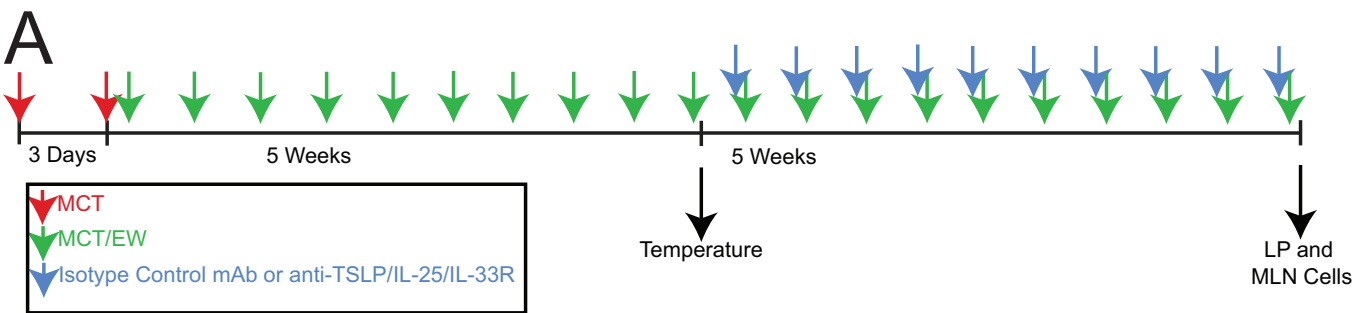 A
3 Days
5 Weeks
5 Weeks
MCT
MCT/EW
Isotype Control mAb or anti-TSLP/IL-25/IL-33R
Temperature
LP and
MLN Cells